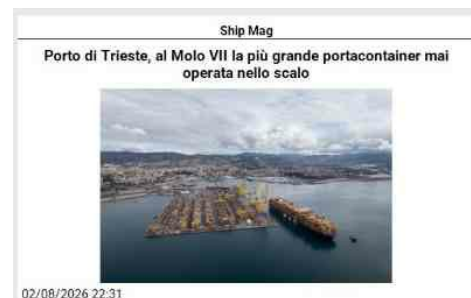 Ship Mag
Porto di Trieste, al Molo VII la più grande portacontainer mai
operata nello scalo
02/08/2026 22:31